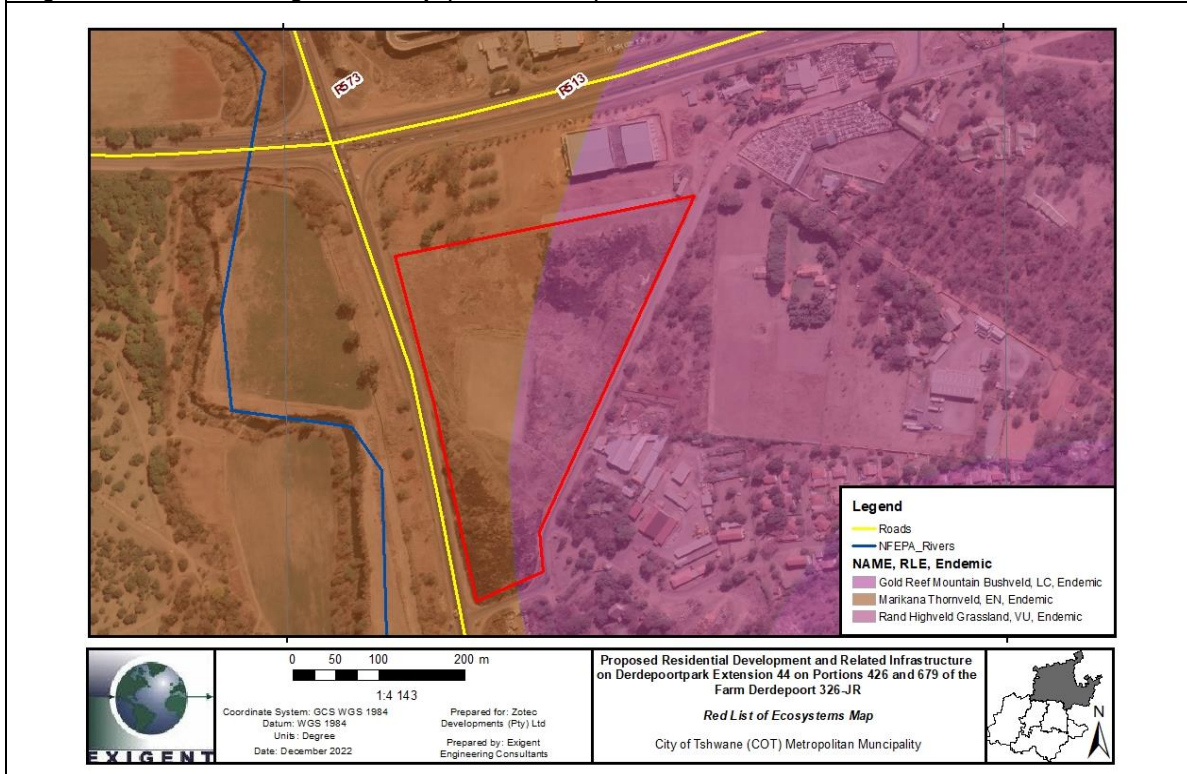 R573
R513
Legend
Roads
NFEPA_Rivers
NAME, RLE, Endemic
Gold Reef Mountain Bushveld, LC, Endemic
Marikana Thornveld, EN, Endemic
Rand Highveld Grassland, VU, Endemic
EXIGENT
0 50 100 200 m
1:4 143
Coordinate System: GCS WGS 1984
Datum: WGS 1984
Units: Degree
Date: December 2022
Prepared for: Zotec
Developments (Pty) Ltd
Prepared by: Exigent
Engineering Consultants
Proposed Residential Development and Related Infrastructure
on Derdepoortpark Extension 44 on Portions 426 and 679 of the
Farm Derdepoort 326-JR
Red List of Ecosystems Map
City of Tshwane (COT) Metropolitan Muncipality
N